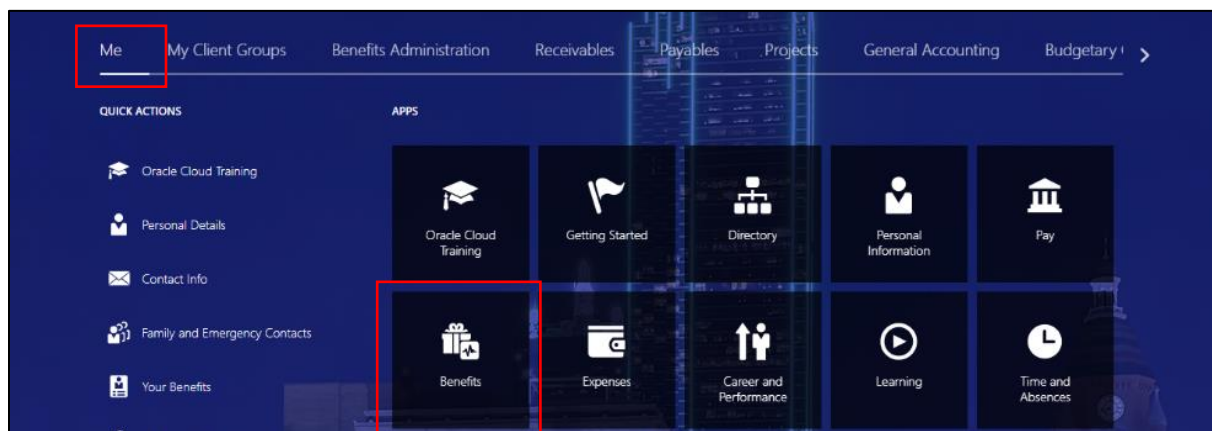 Me My Client Groups Benefits Administration Receivables Payables Projects General Accounting Budgetary
QUICK ACTIONS
APPS
Oracle Cloud Training
Personal Details
Contact Info
Family and Emergency Contacts
Your Benefits
Oracle Cloud
Training
Getting Started
Directory
Personal
Information
Pay
Benefits
Expenses
Career and
Performance
Learning
Time and
Absences